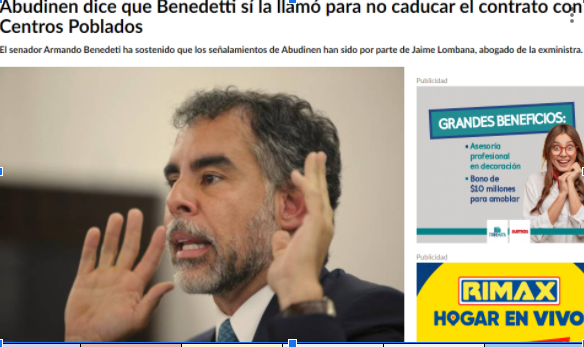 Abudinen dice que Benedetti sí la llamó para no caducar el contrato con
Centros Poblados
El senador Armando Benedeti ha sostenido que los señalamientos de Abudinen han sido por parte de Jaime Lombana, abogado de la exministra.
Publicidad
GRANDES BENEFICIOS:
• Asesoría
profesional
en decoración
• Bono de
$10 millones
para amoblar
Publicidad
RIMAX
HOGAR EN VIVO